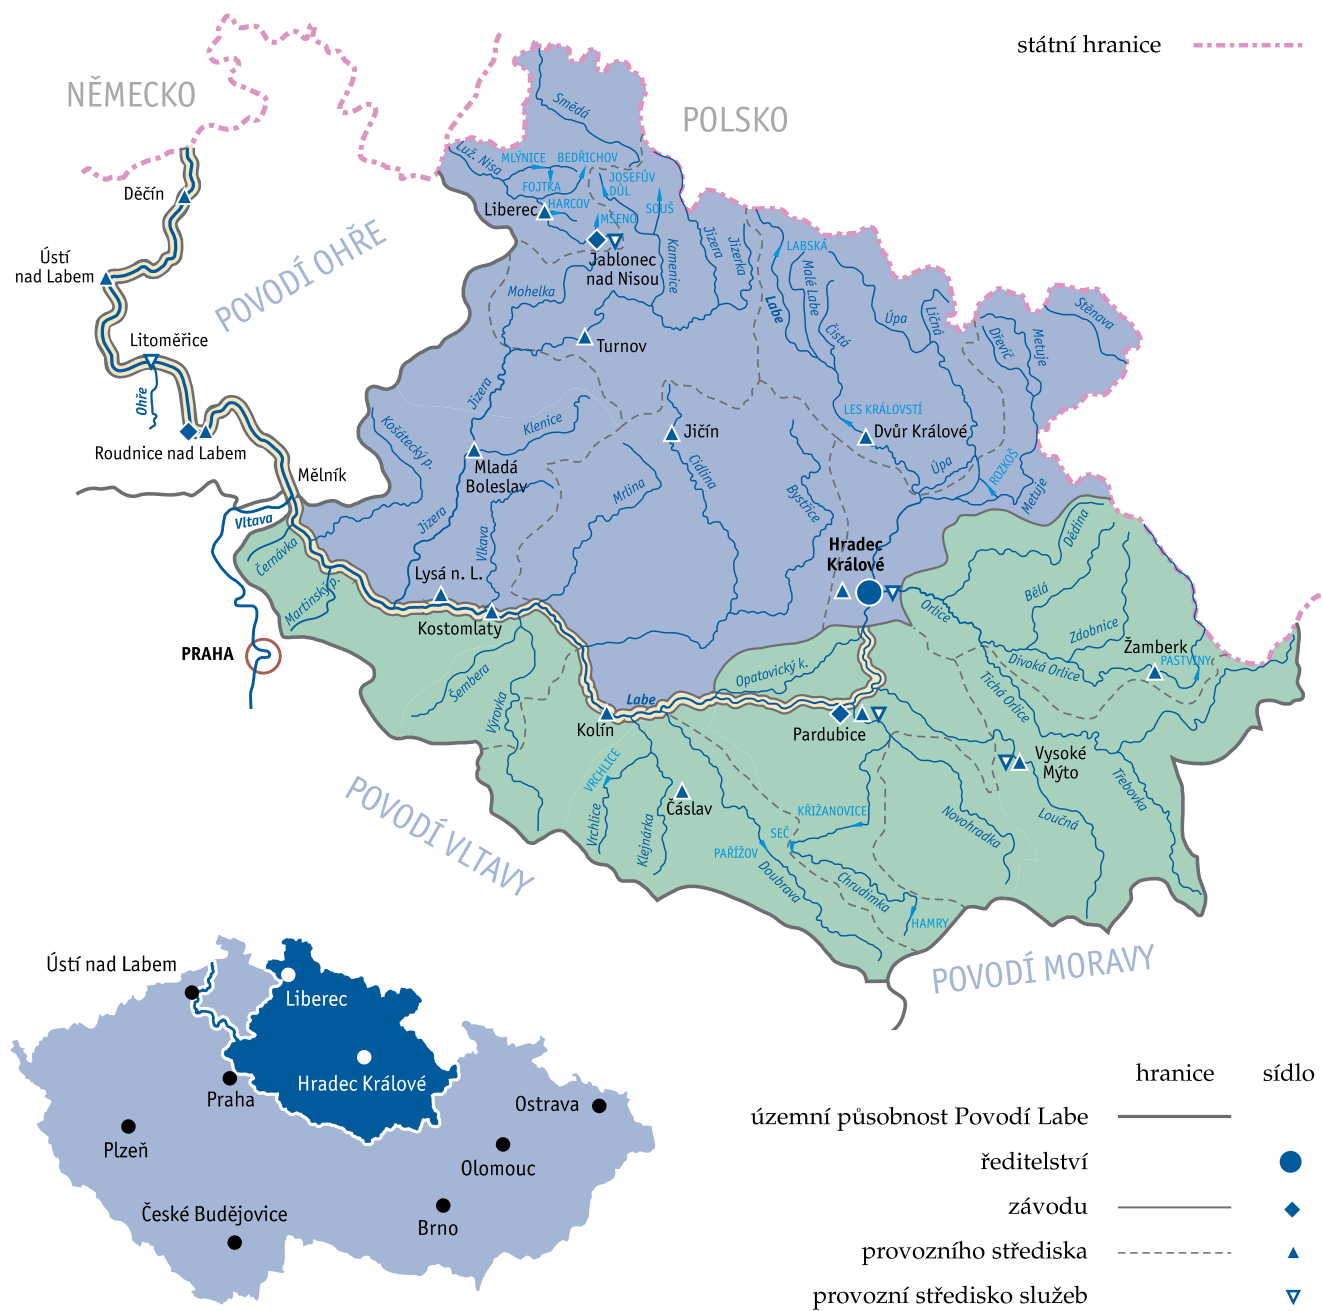 státní hranice
NĚMECKO
POLSKO
Smědá
Luž. Nisa
MLÝNICE
BEDŘICHOV
FOJTKA
JOSEFŮV
DŮL
Děčín
Liberec
HARCOV
MŠENO
SOUŠ
POVODÍ OHŘE
Ústí
nad Labem
Jablonec
nad Nisou
Kamenice
Jizera
Jizerka
LABSKÁ
Malé Labe
Labe
Mohelka
Čistá
Úpa
Ličná
Dřevíč
Metuje
Stěnava
Litoměřice
Turnov
Ohře
Jizera
Klenice
Košátecký p.
LES KRÁLOVSTÍ
Jičín
Dvůr Králové
Roudnice nad Labem
Mladá
Boleslav
Cidlina
Úpa
ROZKOŠ
Mělník
Mrlina
Bystřice
Metuje
Vltava
Jizera
Vlkava
Dědina
Černávka
Hradec
Králové
Lysá n. L.
Martinský p.
Bělá
Orlice
Kostomlaty
Zdobnice
Žamberk
PRAHA
PASTVINY
Divoká Orlice
Šembera
Opatovický k.
Tichá Orlice
Výrovka
Labe
Kolín
Pardubice
Vysoké
Mýto
VRCHLICE
Třebovka
POVODÍ VLTAVY
Čáslav
KŘIŽANOVICE
Loučná
Novohradka
Vrchlice
Klejnárka
SEČ
PAŘÍŽOV
Doubrava
Chrudimka
HAMRY
POVODÍ MORAVY
Ústí nad Labem
Liberec
Hradec Králové
Praha
Ostrava
Plzeň
Olomouc
České Budějovice
Brno
hranice
sídlo
územní působnost Povodí Labe
ředitelství
závodu
provozního střediska
provozní středisko služeb